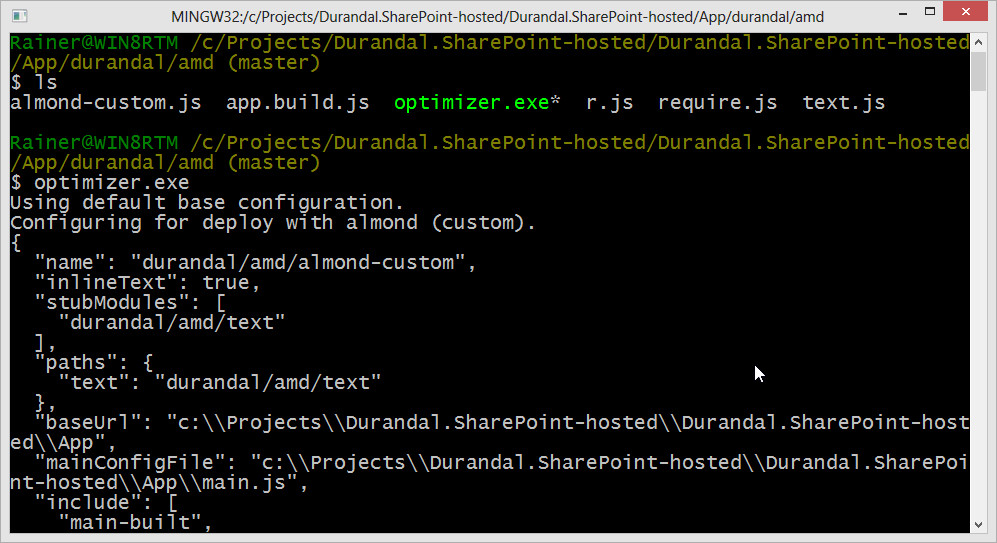 MINGW32:/c/Projects/Durandal.SharePoint-hosted/Durandal.SharePoint-hosted/App/durandal/amd
Rainer@WIN8RTM /c/Projects/Durandal.SharePoint-hosted/Durandal.SharePoint-hosted
/App/durandal/amd (master)
$ ls
almond-custom.js  app.build.js  optimizer.exe*  r.js  require.js  text.js
Rainer@WIN8RTM /c/Projects/Durandal.SharePoint-hosted/Durandal.SharePoint-hosted
/App/durandal/amd (master)
$ optimizer.exe
Using default base configuration.
Configuring for deploy with almond (custom).
{
  "name": "durandal/amd/almond-custom",
  "inlineText": true,
  "stubModules": [
    "durandal/amd/text"
  ],
  "paths": {
    "text": "durandal/amd/text"
  },
  "baseUrl": "c:\\Projects\\Durandal.SharePoint-hosted\\Durandal.SharePoint-host
ed\\App",
  "mainConfigFile": "c:\\Projects\\Durandal.SharePoint-hosted\\Durandal.SharePoi
nt-hosted\\App\\main.js",
  "include": [
    "main-built",